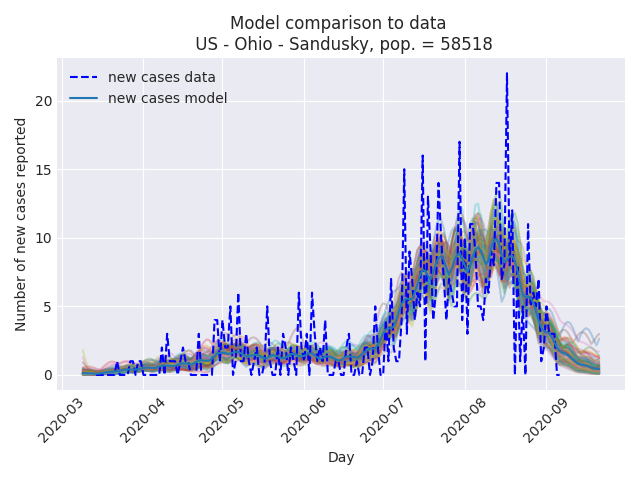 Model comparison to data
US - Ohio - Sandusky, pop. = 58518
new cases data
new cases model
Number of new cases reported
20
15
10
5
0
2020-03
2020-04
2020-05
2020-06
2020-07
2020-08
2020-09
Day